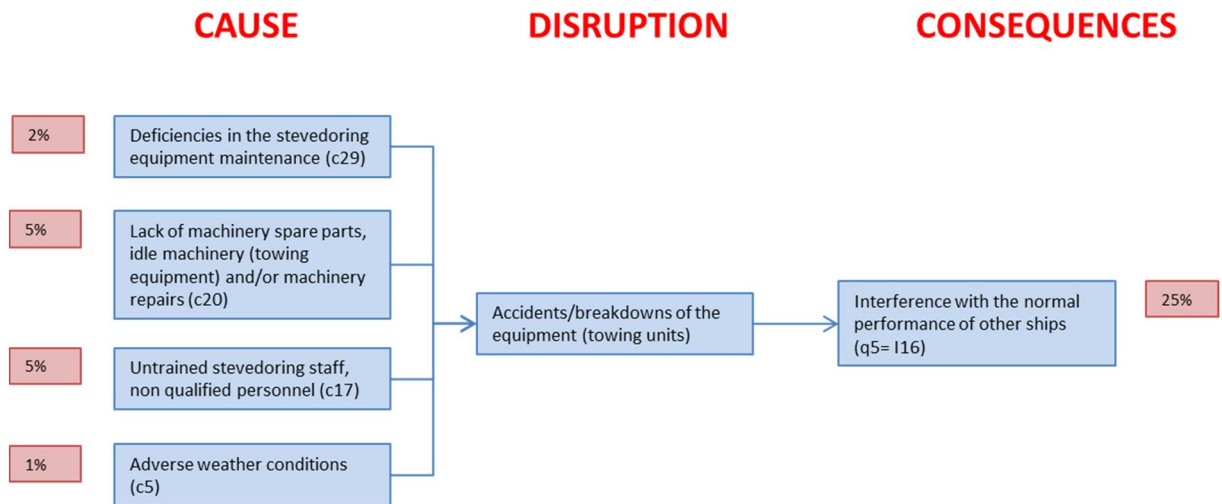 CAUSE
DISRUPTION
CONSEQUENCES
2%
Deficiencies in the stevedoring
equipment maintenance (c29)
5%
Lack of machinery spare parts,
idle machinery (towing
equipment) and/or machinery
repairs (c20)
Accidents/breakdowns of the
equipment (towing units)
Interference with the normal
performance of other ships
(q5= I16)
25%
5%
Untrained stevedoring staff,
non qualified personnel (c17)
1%
Adverse weather conditions
(c5)